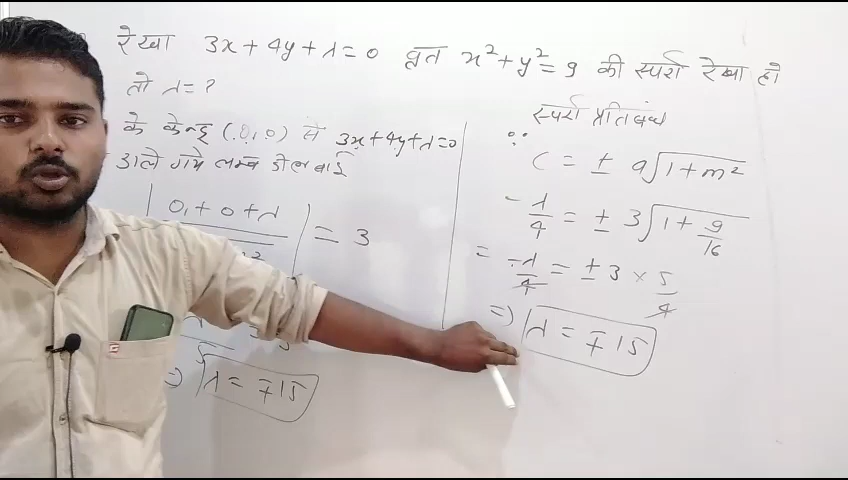 रेखा 3x + 4y + λ = 0 वृत्त x² + y² = 9 की स्पर्श रेखा हो
तो λ = ?
के केन्द्र (0,0) से 3x + 4y + λ = 0
डाले गये लम्ब की लम्बाई
| 0 + 0 + λ | = 3
⇒ λ = ∓15
स्पर्श प्रतिबंध
∵ C = ± a√1 + m²
- λ/4 = ± 3√1 + 9/16
= - λ/4 = ± 3 × 5/4
⇒ λ = ∓15